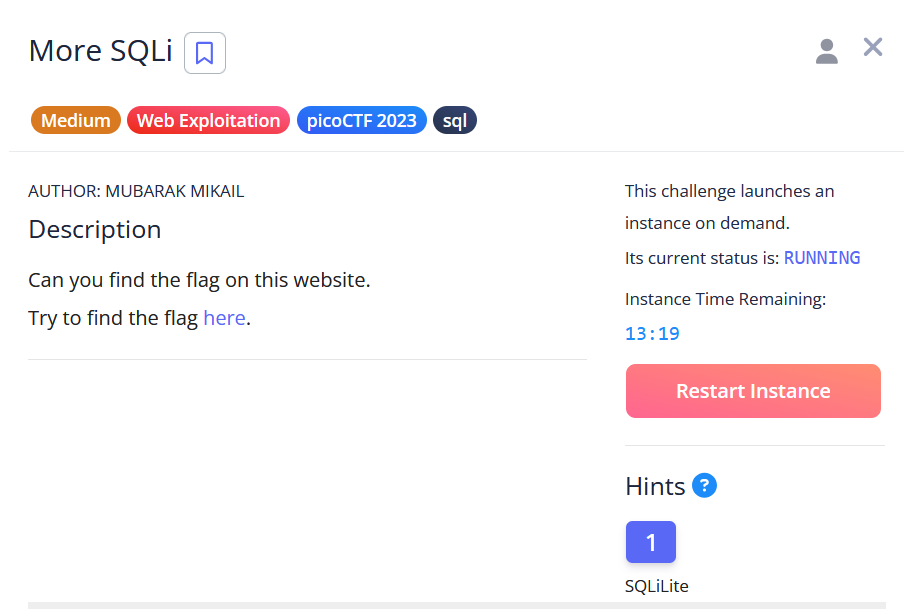 More SQLi
Medium Web Exploitation picoCTF 2023 sql
AUTHOR: MUBARAK MIKAIL
Description
Can you find the flag on this website.
Try to find the flag here.
This challenge launches an
instance on demand.
Its current status is: RUNNING
Instance Time Remaining:
13:19
Restart Instance
Hints ?
1
SQLiLite